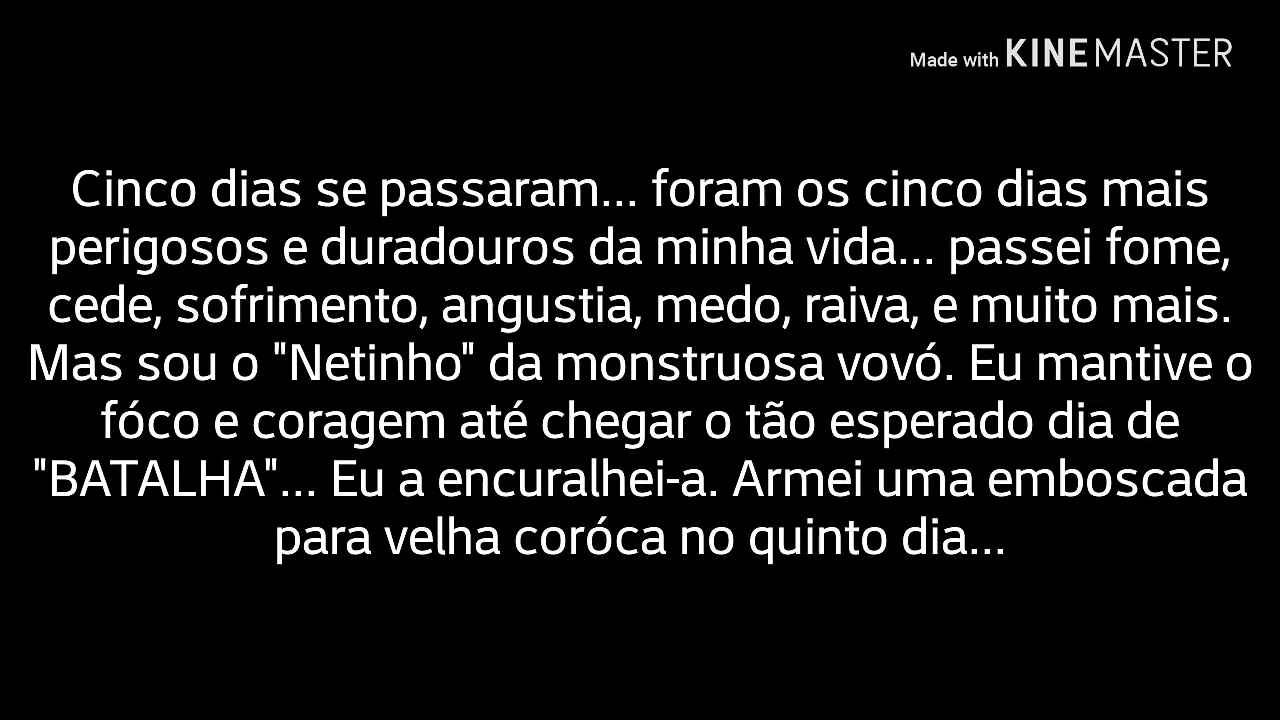 Made with KINEMASTER
Cinco dias se passaram... foram os cinco dias mais
perigosos e duradouros da minha vida... passei fome,
cede, sofrimento, angustia, medo, raiva, e muito mais.
Mas sou o "Netinho" da monstruosa vovó. Eu mantive o
fóco e coragem até chegar o tão esperado dia de
"BATALHA"... Eu a encuralhei-a. Armei uma emboscada
para velha coróca no quinto dia...